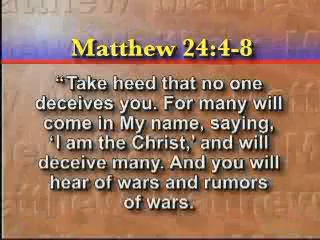 Matthew 24:4-8
“Take heed that no one
deceives you. For many will
come in My name, saying,
‘I am the Christ,’ and will
deceive many. And you will
hear of wars and rumors
of wars.